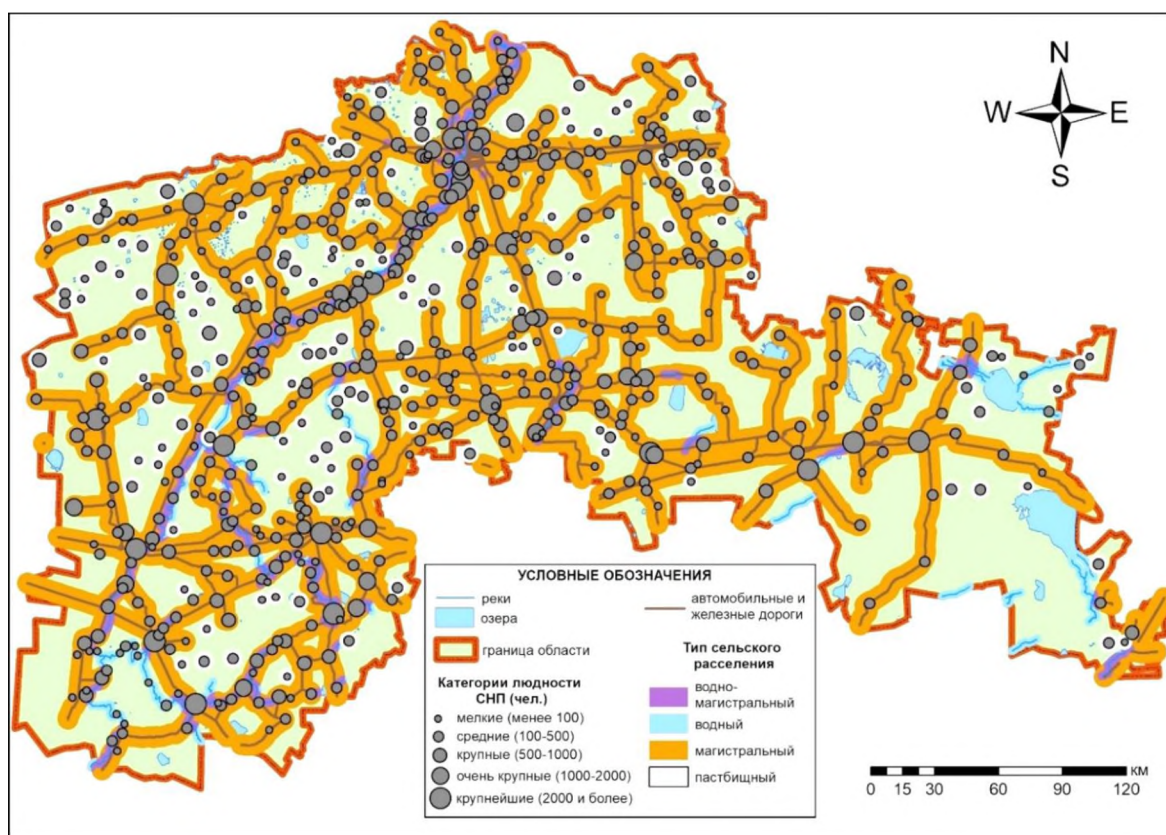 N
W E
S
КМ
0 15 30 60 90 120
УСЛОВНЫЕ ОБОЗНАЧЕНИЯ
реки
озера
граница области
Категории людности
СНП (чел.)
мелкие (менее 100)
средние (100-500)
крупные (500-1000)
очень крупные (1000-2000)
крупнейшие (2000 и более)
автомобильные и
железные дороги
Тип сельского
расселения
водно-
магистральный
водный
магистральный
пастбищный